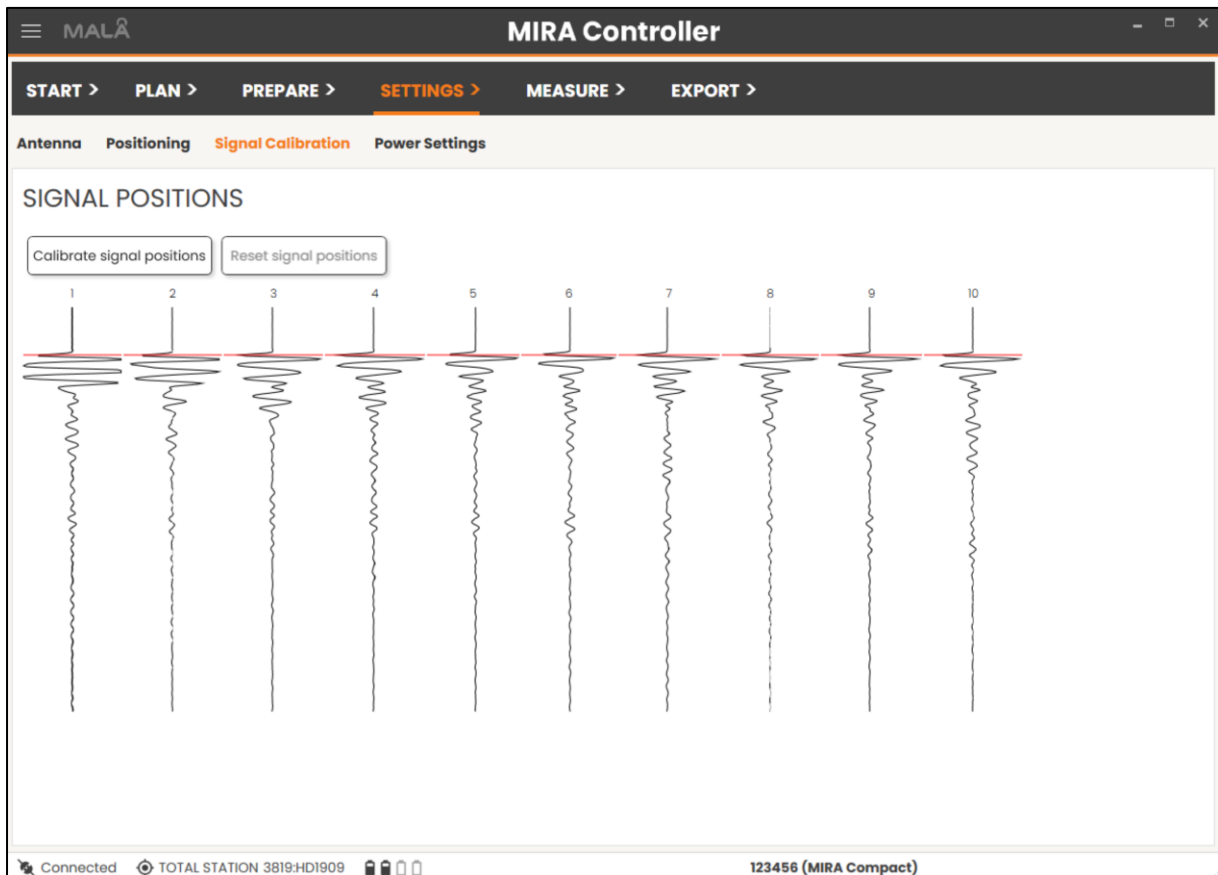 MALÅ MIRA Controller
START > PLAN > PREPARE > SETTINGS > MEASURE > EXPORT >
Antenna Positioning Signal Calibration Power Settings
SIGNAL POSITIONS
Calibrate signal positions Reset signal positions
1 2 3 4 5 6 7 8 9 10
Connected TOTAL STATION 3819:HD1909 123456 (MIRA Compact)